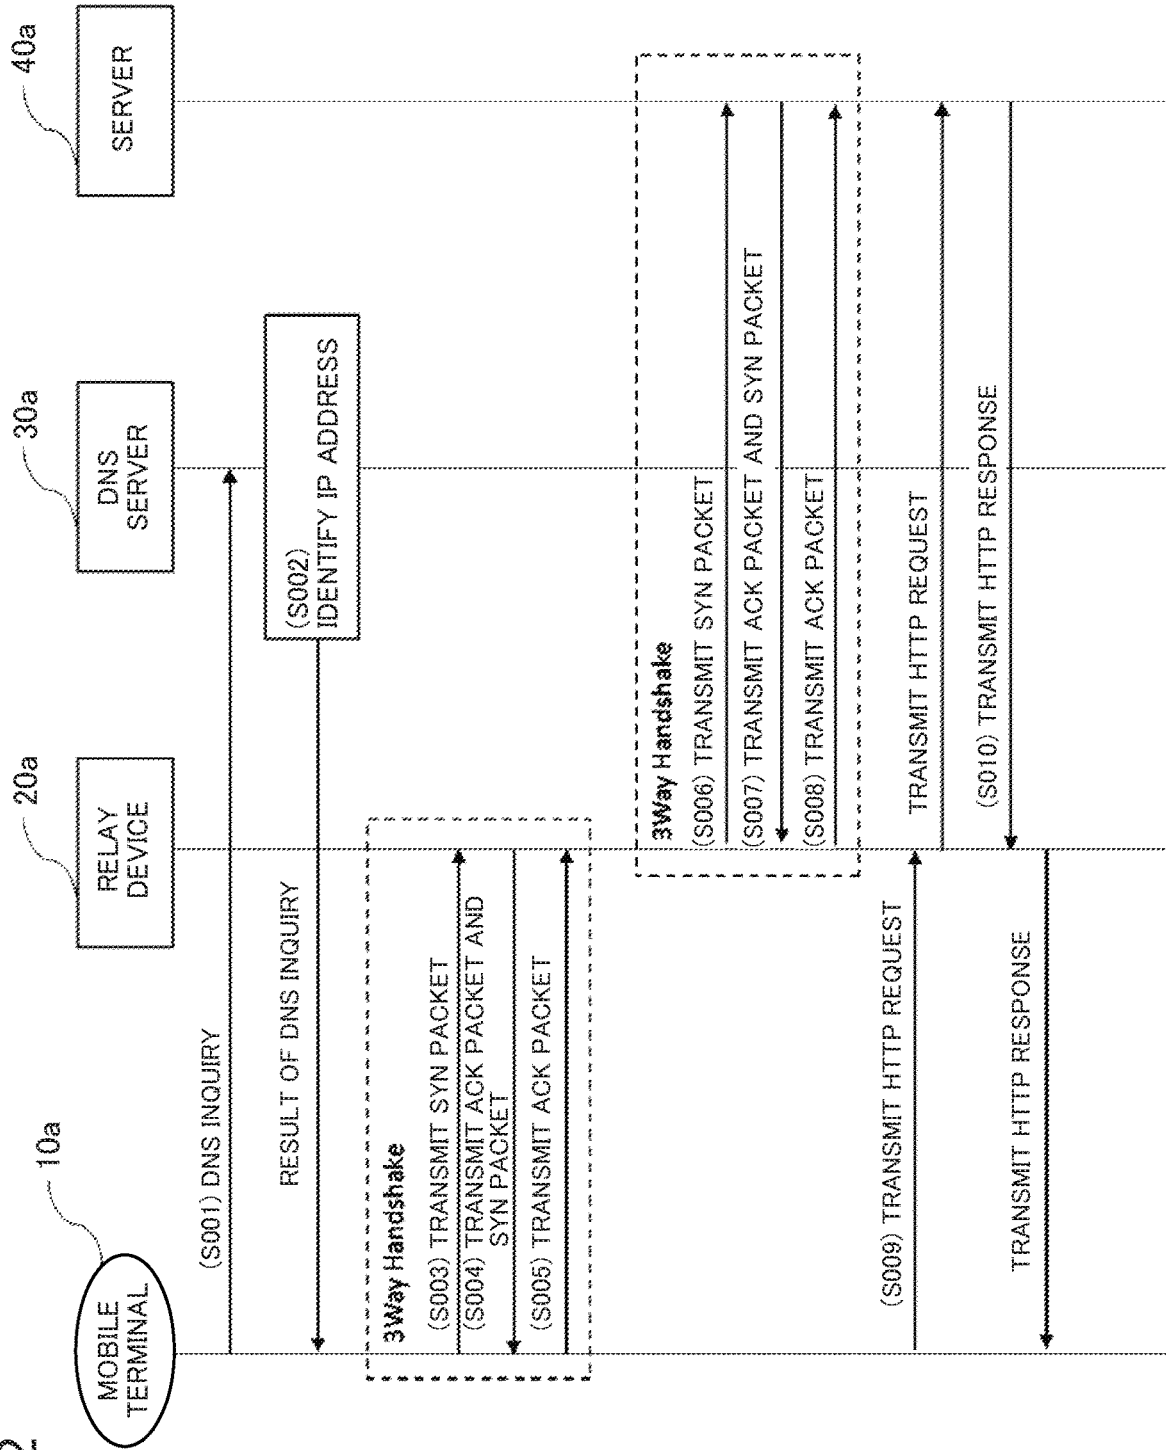 10a
20a
30a
40a
MOBILE
TERMINAL
RELAY
DEVICE
DNS
SERVER
SERVER
(S001) DNS INQUIRY
(S002)
IDENTIFY IP ADDRESS
RESULT OF DNS INQUIRY
3Way Handshake
(S003) TRANSMIT SYN PACKET
(S004) TRANSMIT ACK PACKET AND
SYN PACKET
(S005) TRANSMIT ACK PACKET
3Way Handshake
(S006) TRANSMIT SYN PACKET
(S007) TRANSMIT ACK PACKET AND SYN PACKET
(S008) TRANSMIT ACK PACKET
(S009) TRANSMIT HTTP REQUEST
TRANSMIT HTTP REQUEST
(S010) TRANSMIT HTTP RESPONSE
TRANSMIT HTTP RESPONSE